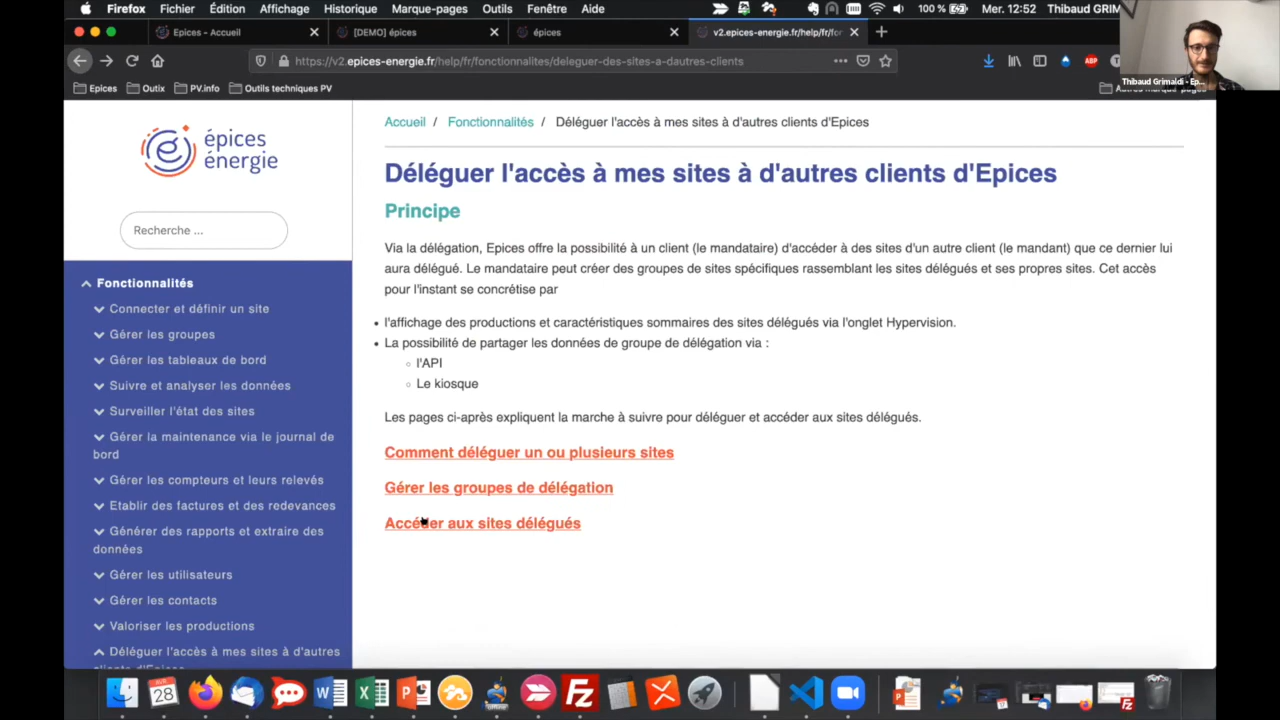 Firefox Fichier Édition Affichage Historique Marque-pages Outils Fenêtre Aide 100 % Mer. 12:52 Thibaud GRIM
Epices - Accueil [DEMO] épices épices v2.epices-energie.fr/help/fr/for
https://v2.epices-energie.fr/help/fr/fonctionnalites/deleguer-des-sites-a-dautres-clients
Thibaud Grimaldi - Ep...
Epices Outix PV.info Outils techniques PV Autres marque-pages
épices
énergie
Recherche ...
Fonctionnalités
Connecter et définir un site
Gérer les groupes
Gérer les tableaux de bord
Suivre et analyser les données
Surveiller l'état des sites
Gérer la maintenance via le journal de
bord
Gérer les compteurs et leurs relevés
Etablir des factures et des redevances
Générer des rapports et extraire des
données
Gérer les utilisateurs
Gérer les contacts
Valoriser les productions
Déléguer l'accès à mes sites à d'autres
clients d'Epices
Accueil / Fonctionnalités / Déléguer l'accès à mes sites à d'autres clients d'Epices
Déléguer l'accès à mes sites à d'autres clients d'Epices
Principe
Via la délégation, Epices offre la possibilité à un client (le mandataire) d'accéder à des sites d'un autre client (le mandant) que ce dernier lui
aura délégué. Le mandataire peut créer des groupes de sites spécifiques rassemblant les sites délégués et ses propres sites. Cet accès
pour l'instant se concrétise par
l'affichage des productions et caractéristiques sommaires des sites délégués via l'onglet Hypervision.
La possibilité de partager les données de groupe de délégation via :
l'API
Le kiosque
Les pages ci-après expliquent la marche à suivre pour déléguer et accéder aux sites délégués.
Comment déléguer un ou plusieurs sites
Gérer les groupes de délégation
Accéder aux sites délégués
28